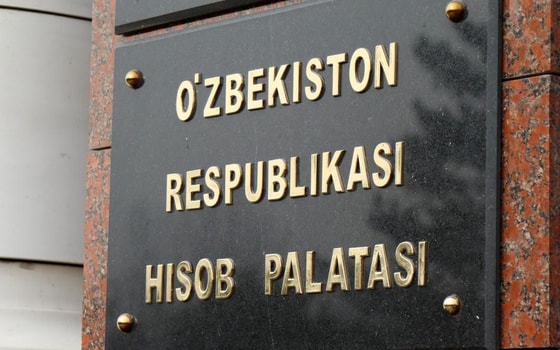 O'ZBEKISTON
RESPUBLIKASI
HISOB PALATASI